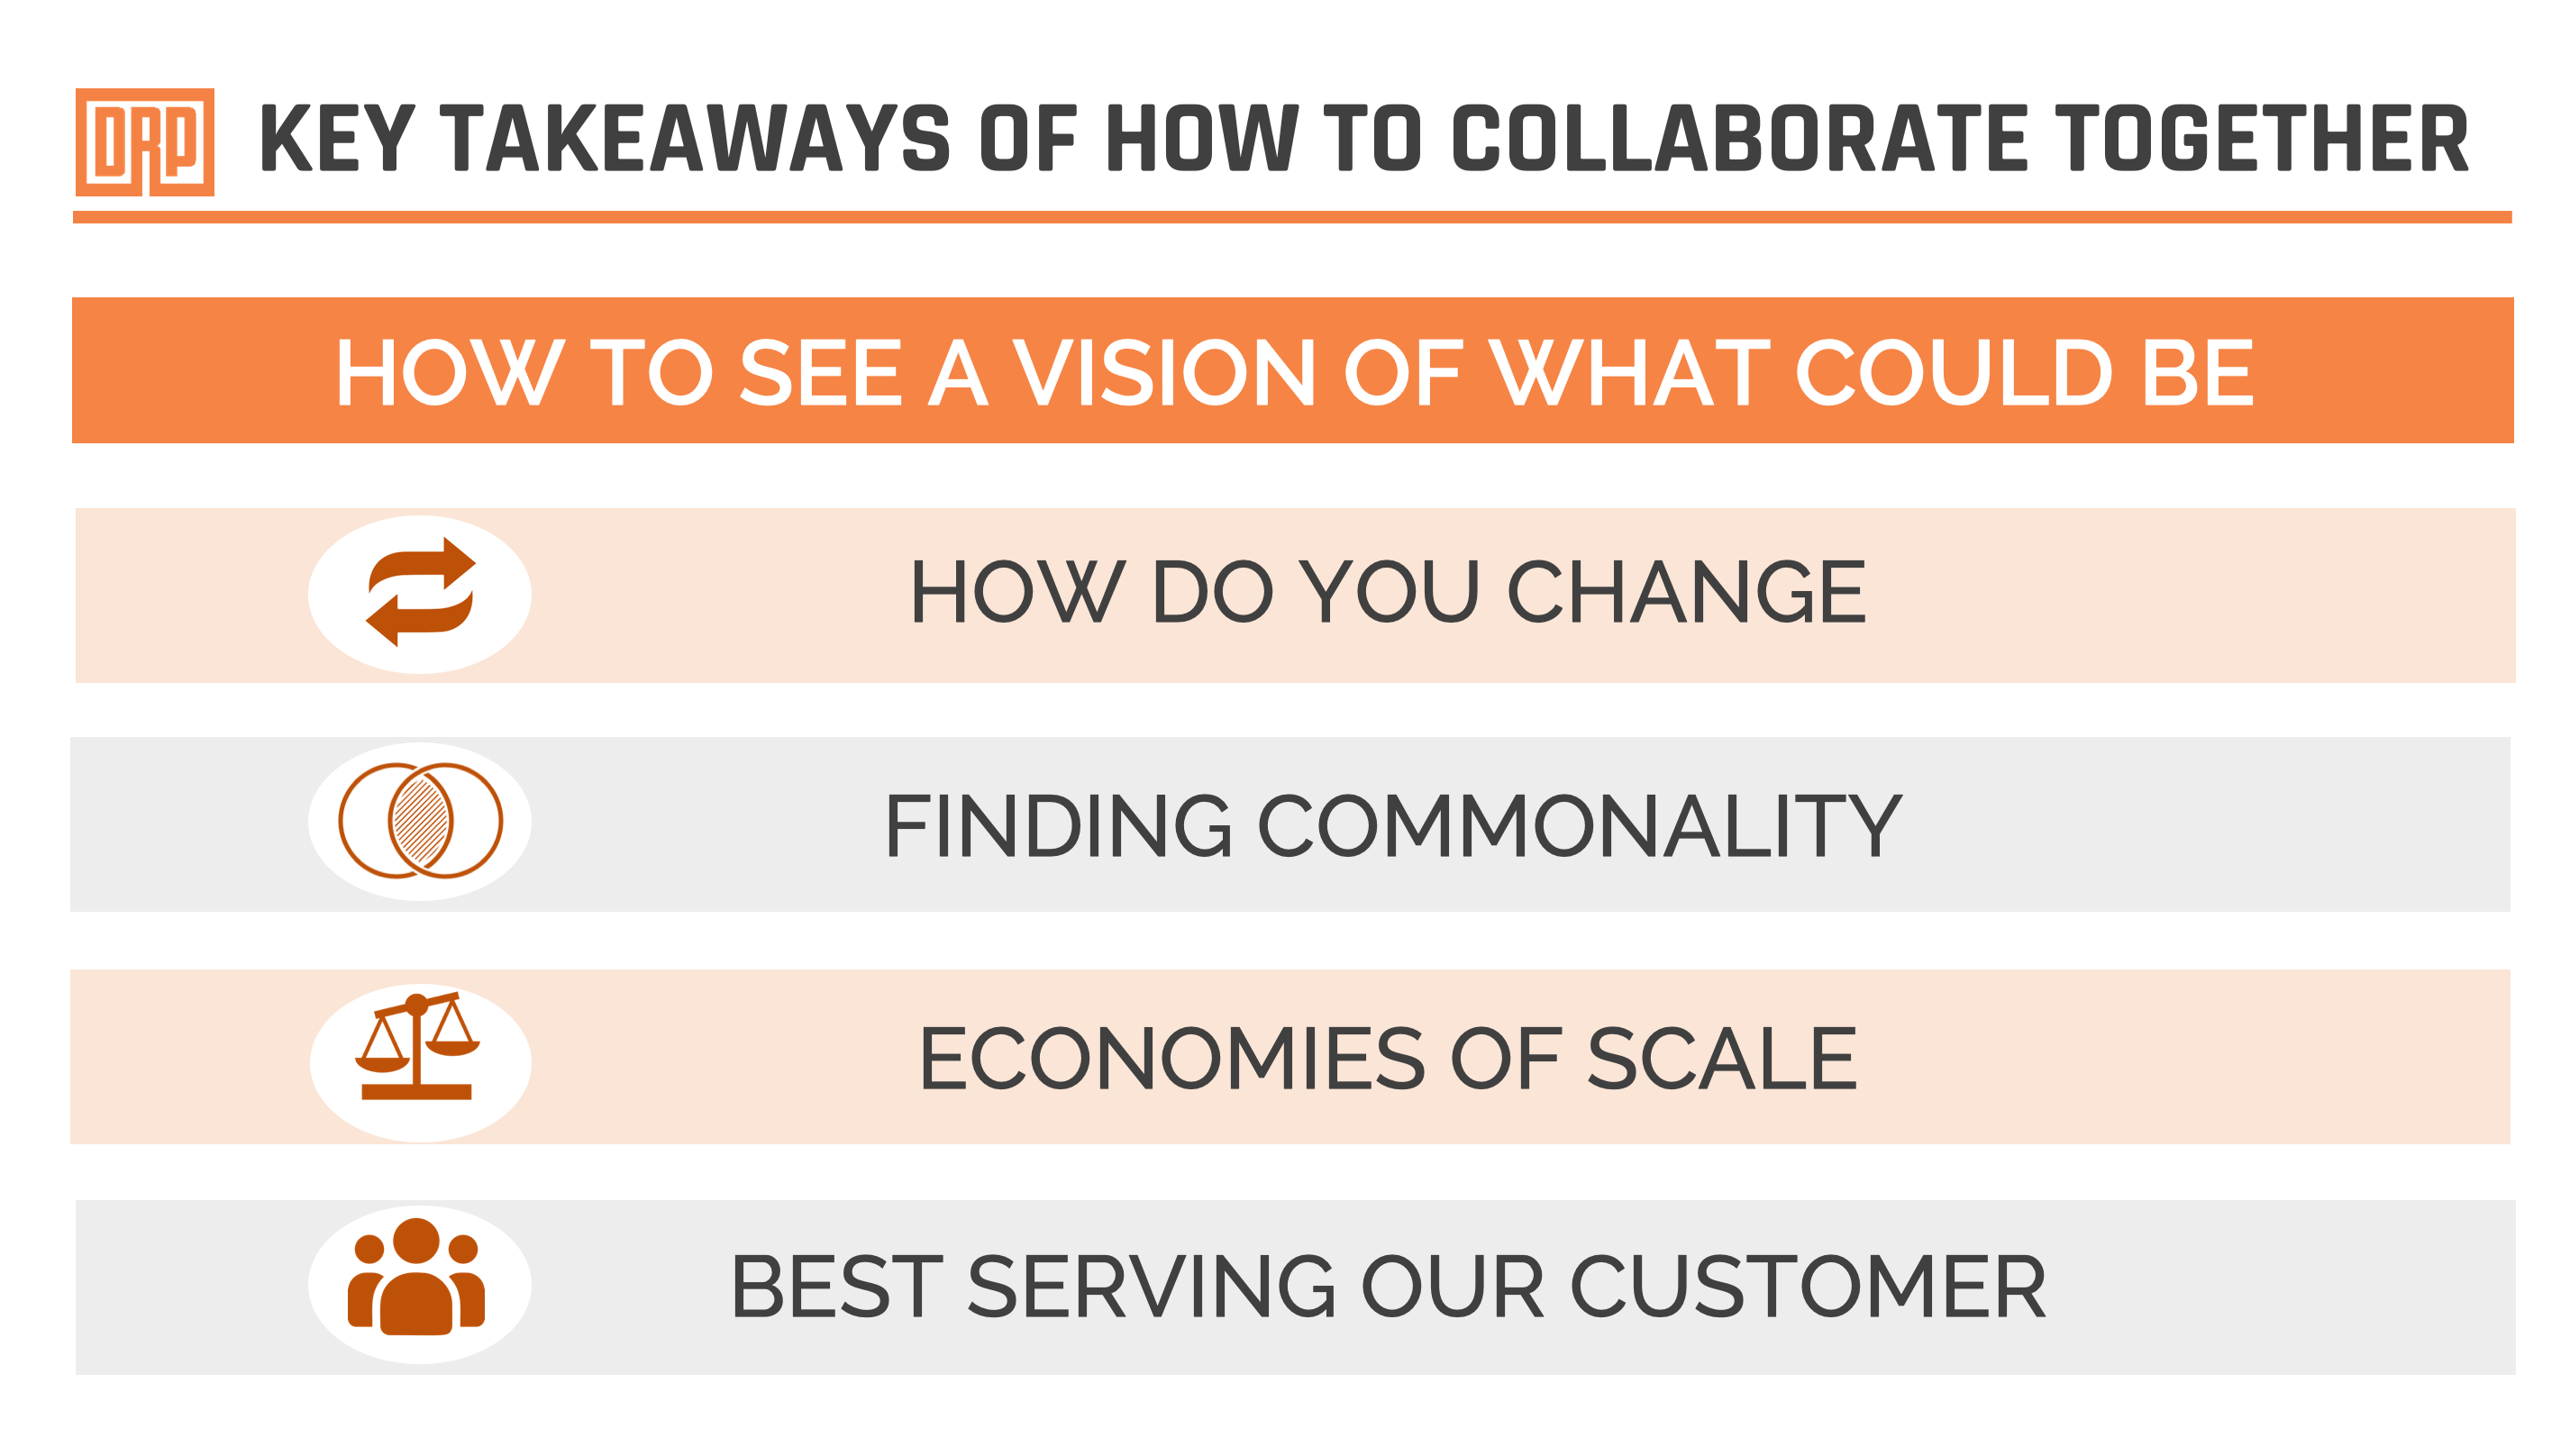 DRP
KEY TAKEAWAYS OF HOW TO COLLABORATE TOGETHER
HOW TO SEE A VISION OF WHAT COULD BE
HOW DO YOU CHANGE
FINDING COMMONALITY
ECONOMIES OF SCALE
BEST SERVING OUR CUSTOMER